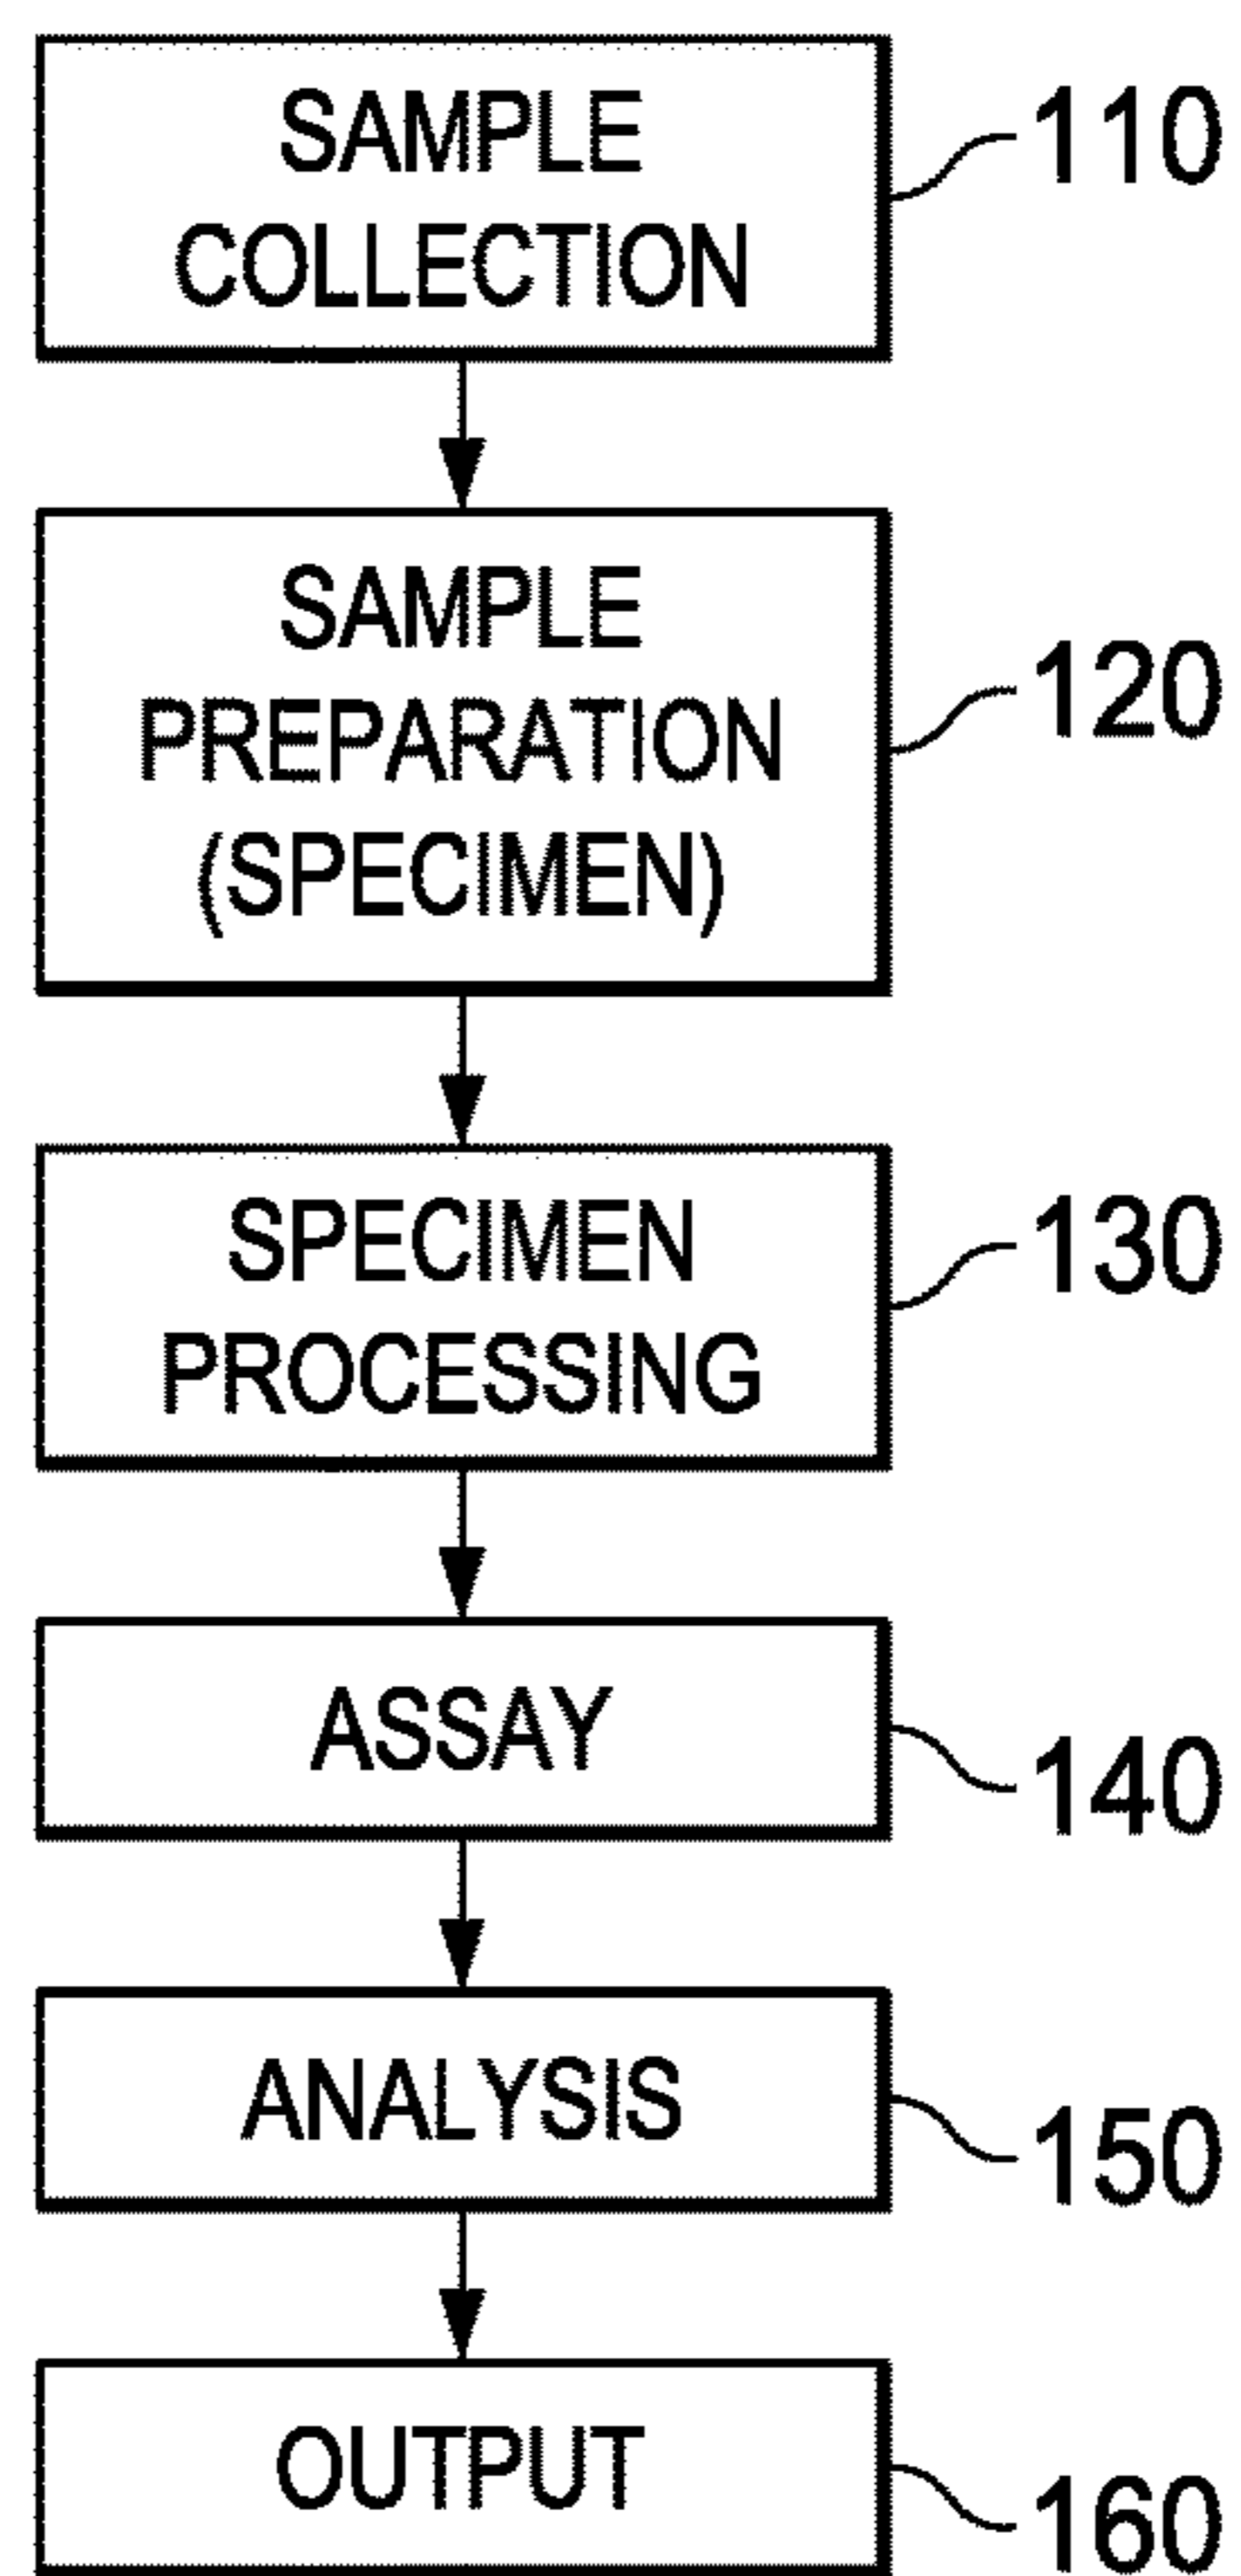 SAMPLE
COLLECTION
110
SAMPLE
PREPARATION
(SPECIMEN)
120
SPECIMEN
PROCESSING
130
ASSAY
140
ANALYSIS
150
OUTPUT
160